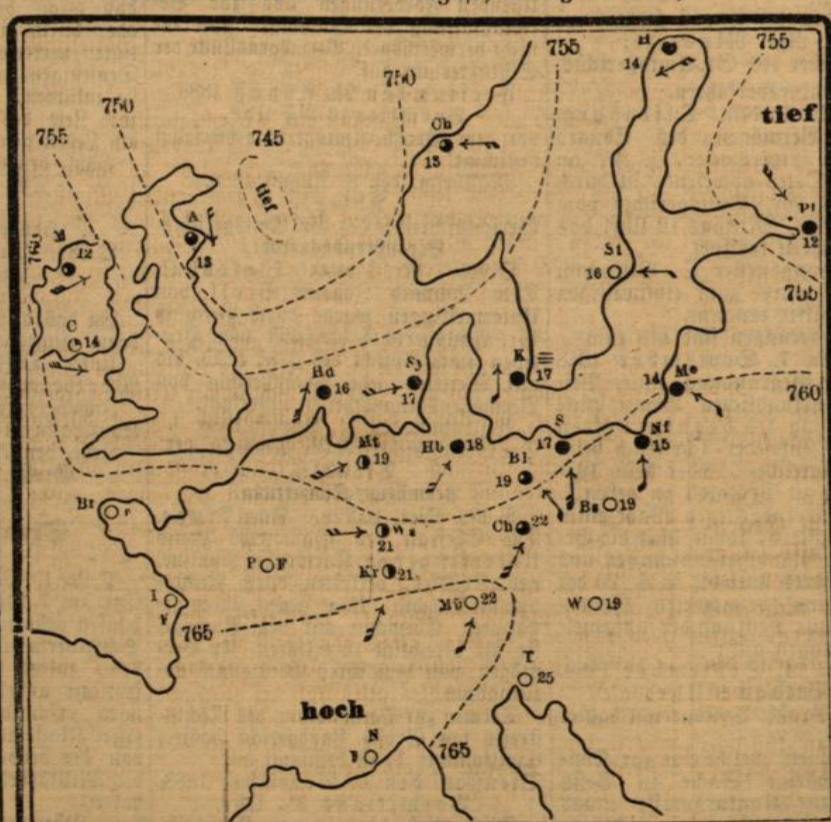 755
755
H
14
750
tief
750
Ch
13
745
tief
755
A
13
Pt
12
760
M
12
St
16
755
C
14
K
17
Hd
16
Sy
17
Me
14
760
Mt
19
Hb
18
S
17
Nf
15
Bl
19
Bt
r
Bs
19
Ch
22
Ws
21
P
F
Kr
21
I
Mü
22
W
19
765
T
25
hoch
N
765